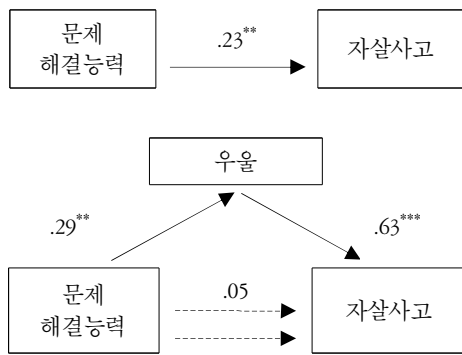 문제
해결능력
.23**
자살사고
우울
.29**
.63***
문제
해결능력
.05
자살사고